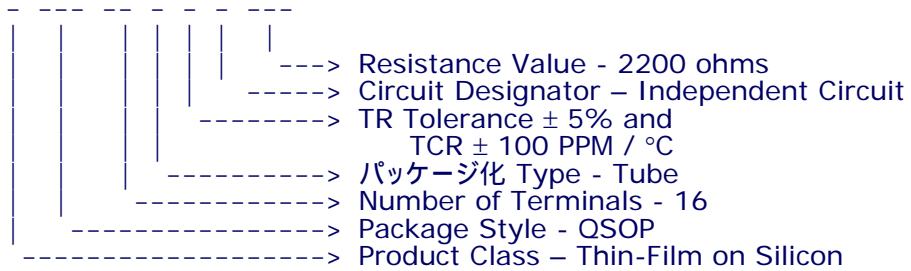 - --- -- - - - ---
| | | | | | |
| | | | | | ---> Resistance Value - 2200 ohms
| | | | | -----> Circuit Designator – Independent Circuit
| | | | --------> TR Tolerance ± 5% and
| | | | TCR ± 100 PPM / °C
| | | ----------> パッケージ化 Type - Tube
| | ------------> Number of Terminals - 16
| -----------------> Package Style - QSOP
--------------------> Product Class – Thin-Film on Silicon